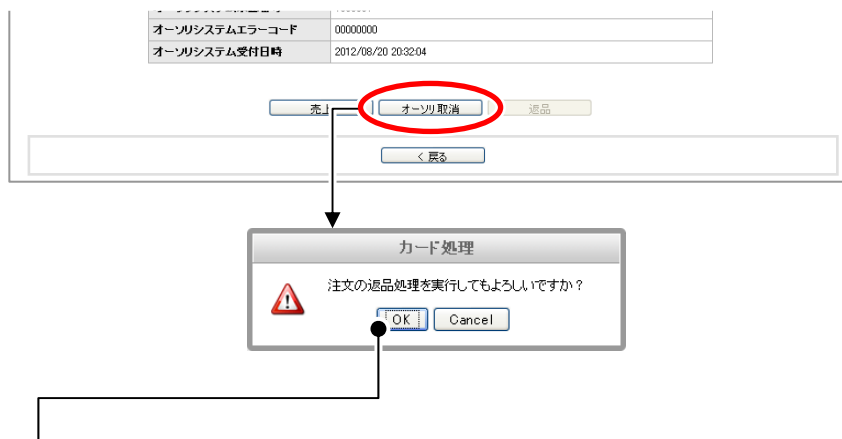 オーソリシステムエラーコード 00000000
オーソリシステム受付日時 2012/08/20 20:32:04
オーソリ取消 返品
< 戻る
カード処理
注文の返品処理を実行してもよろしいですか？
OK Cancel